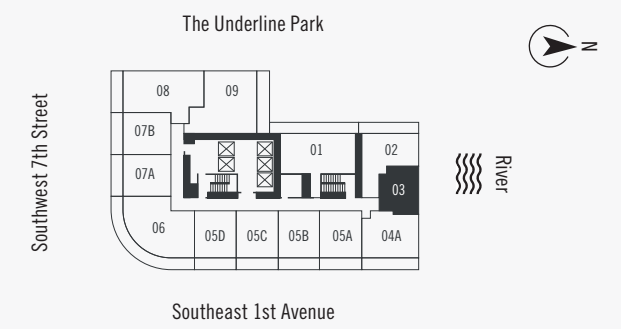 The Underline Park
N
Southwest 7th Street
08
09
07B
01
02
07A
03
River
06
05D
05C
05B
05A
04A
Southeast 1st Avenue